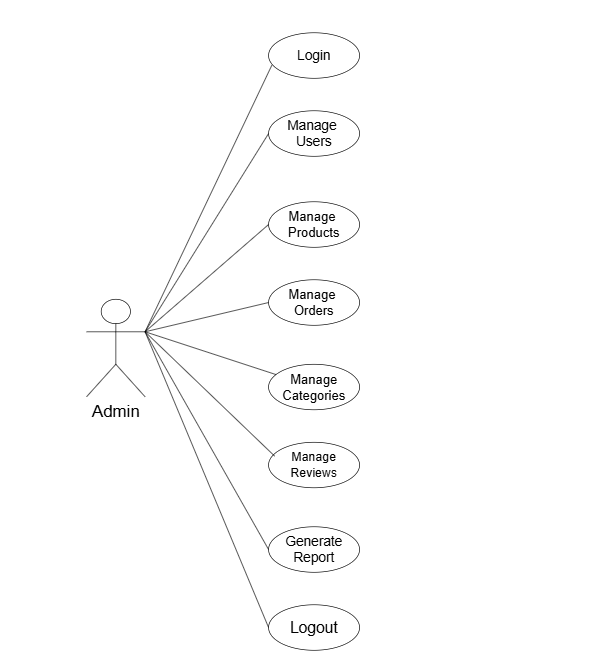 Login
Manage
Users
Manage
Products
Manage
Orders
Manage
Categories
Manage
Reviews
Generate
Report
Logout
Admin